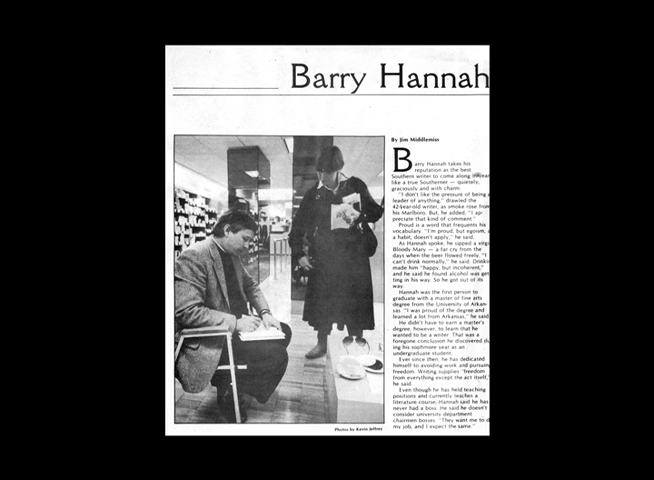 Barry Hannah
By Jim Middlemiss
Barry Hannah takes his
reputation as the best
Southern writer to come along in
like a true Southerner — quietly,
graciously and with charm.
"I don't like the pressure of being a
leader of anything," drawled the
42-year-old writer, as smoke rose from
his Marlboro. But, he added, "I ap-
preciate that kind of comment."
Proud is a word that frequents his
vocabulary. "I'm proud, but egoism, a
a habit, doesn't apply," he said.
As Hannah spoke, he sipped a virgin
Bloody Mary — a far cry from the
days when the beer flowed freely. "I
can't drink normally," he said. Drinking
made him "happy, but incoherent,"
and he said he found alcohol was get-
ting in his way. So he got out of its
way.
Hannah was the first person to
graduate with a master of fine arts
degree from the University of Arkan-
sas. "I was proud of the degree and
learned a lot from Arkansas," he said.
He didn't have to earn a master's
degree, however, to learn that he
wanted to be a writer. That was a
foregone conclusion he discovered du
ing his sophmore year as an
undergraduate student.
Ever since then, he has dedicated
himself to avoiding work and pursuin
freedom. Writing supplies "freedom
from everything except the act itself,"
he said.
Even though he has held teaching
positions and currently teaches a
literature course, Hannah said he has
never had a boss. He said he doesn't
consider university department
chairmen bosses. "They want me to d
my job, and I expect the same."
Photos by Kevin Jeffrey